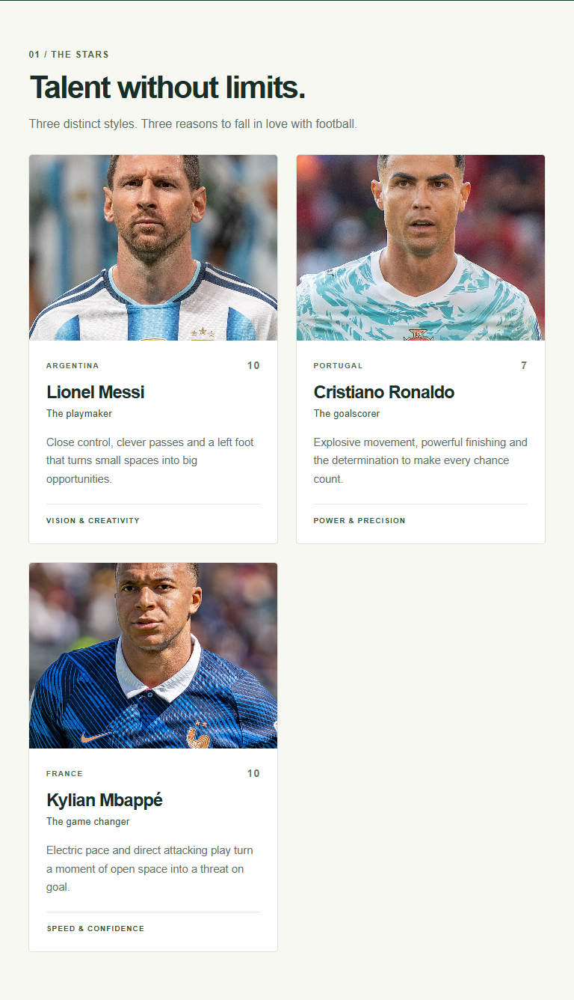 01 / THE STARS
Talent without limits.
Three distinct styles. Three reasons to fall in love with football.
ARGENTINA 10
Lionel Messi
The playmaker
Close control, clever passes and a left foot
that turns small spaces into big
opportunities.
VISION & CREATIVITY
PORTUGAL 7
Cristiano Ronaldo
The goalscorer
Explosive movement, powerful finishing and
the determination to make every chance
count.
POWER & PRECISION
FRANCE 10
Kylian Mbappé
The game changer
Electric pace and direct attacking play turn
a moment of open space into a threat on
goal.
SPEED & CONFIDENCE